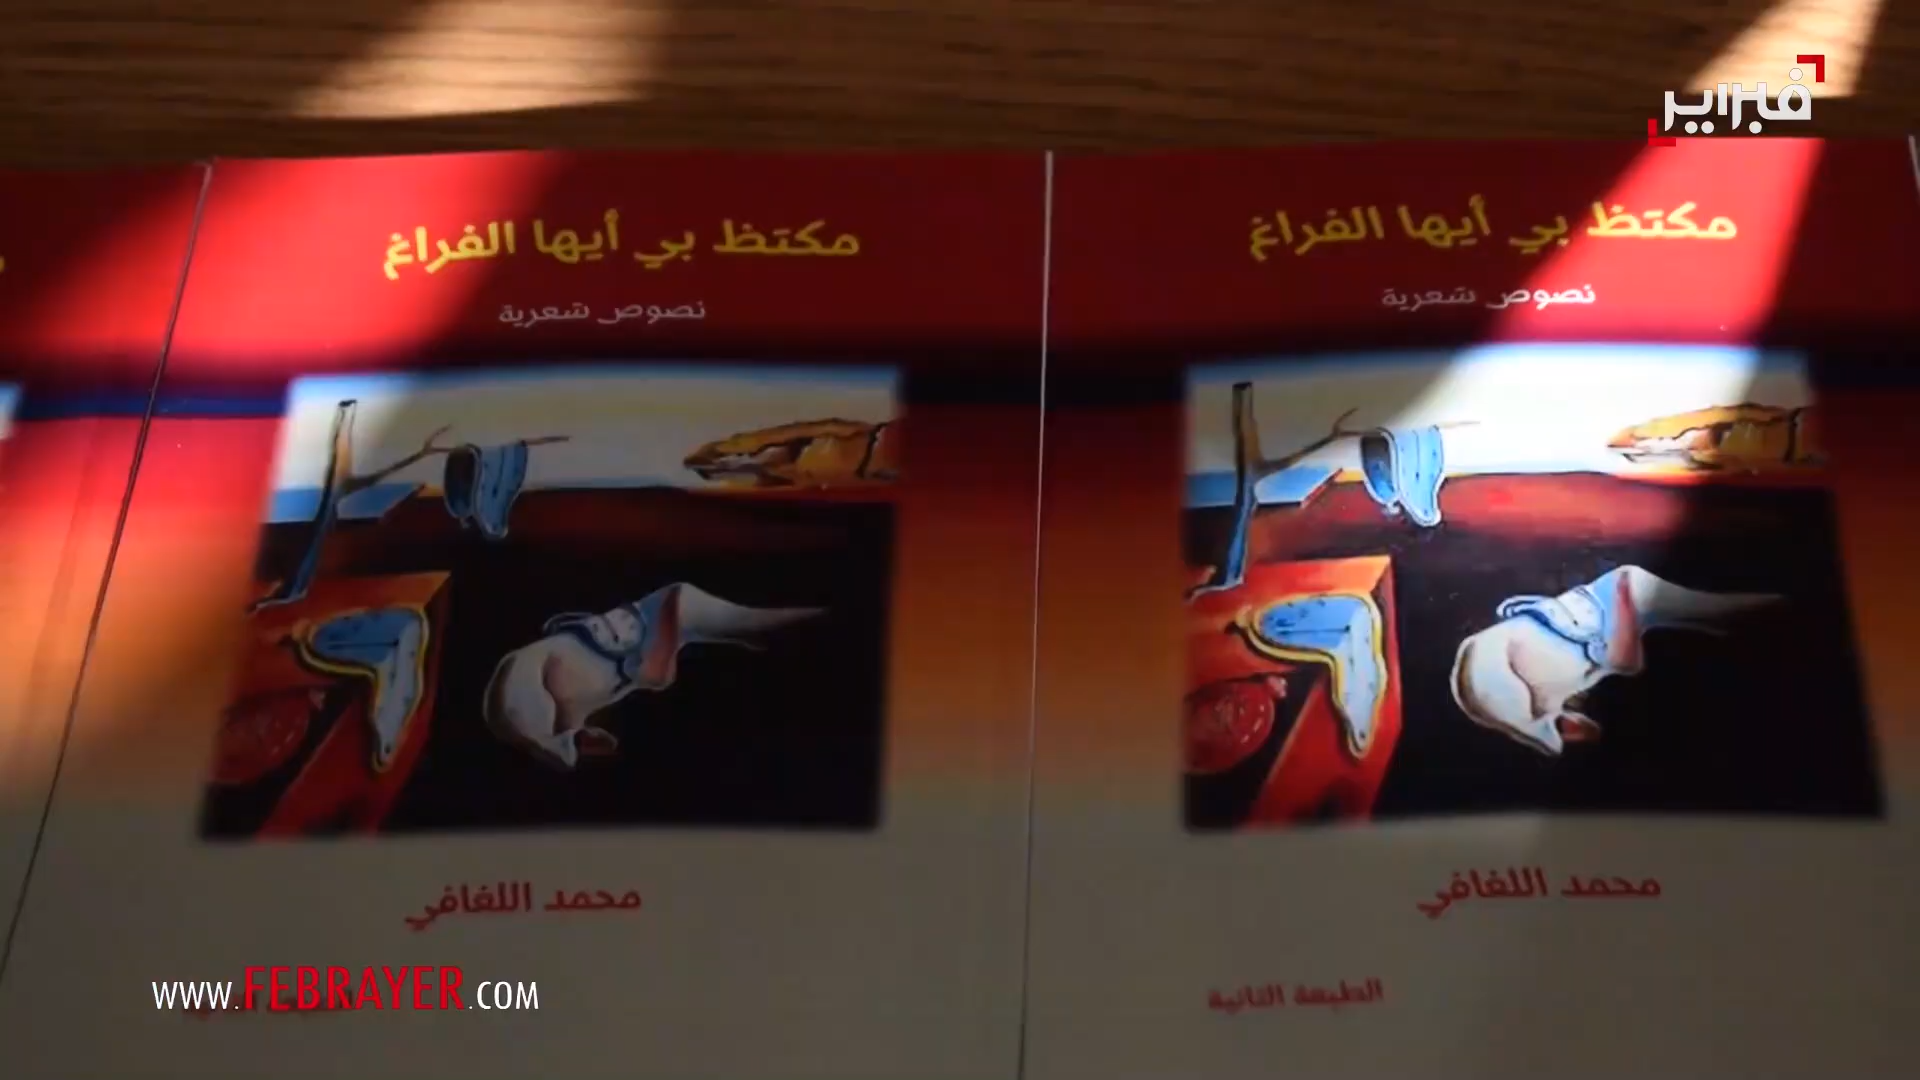 فبراير
مكتظ بي أيها الفراغ
نصوص شعرية
محمد اللغافي
مكتظ بي أيها الفراغ
نصوص شعرية
محمد اللغافي
الطبعة الثانية
WWW.FEBRAYER.COM